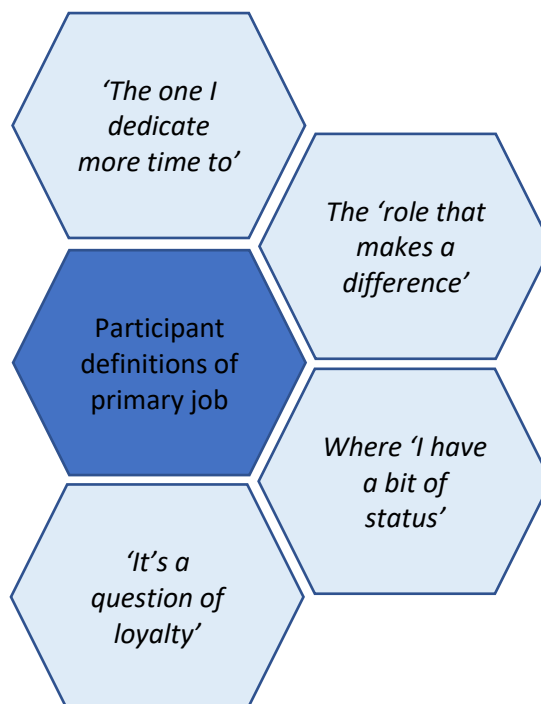 ‘The one I
dedicate
more time to’
The ‘role that
makes a
difference’
Participant
definitions of
primary job
Where ‘I have
a bit of
status’
‘It’s a
question of
loyalty’